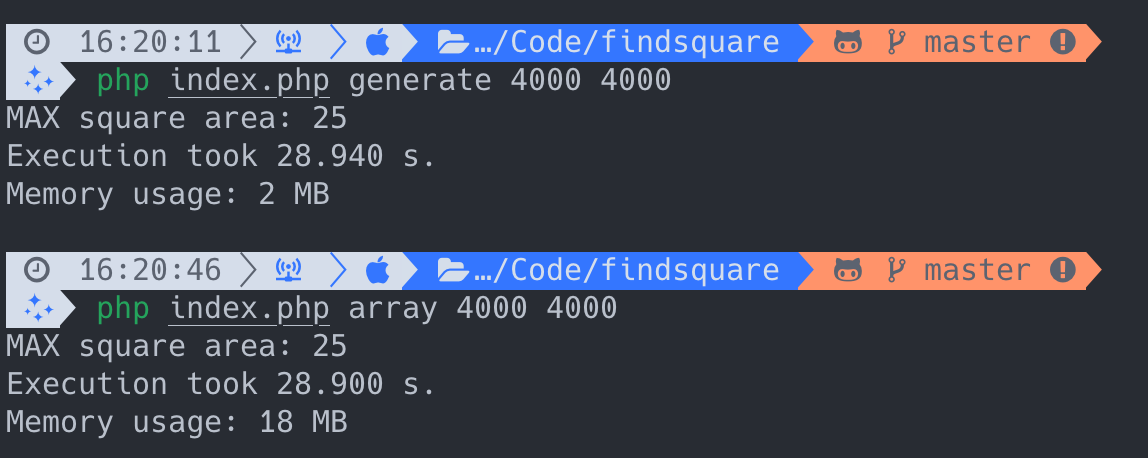 16:20:11 …/Code/findsquare master
php index.php generate 4000 4000
MAX square area: 25
Execution took 28.940 s.
Memory usage: 2 MB
16:20:46 …/Code/findsquare master
php index.php array 4000 4000
MAX square area: 25
Execution took 28.900 s.
Memory usage: 18 MB